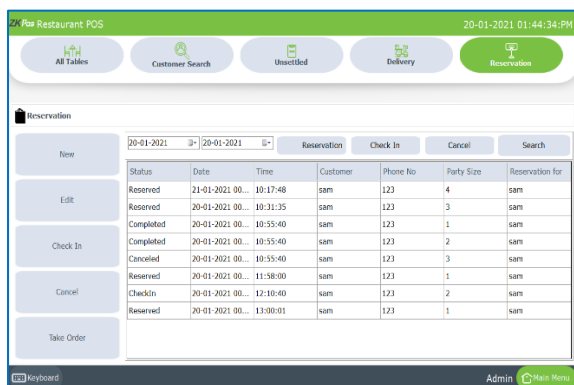 ZKPos Restaurant POS 20-01-2021 01:44:34:PM
All Tables Customer Search Unsettled Delivery Reservation
Reservation
New
Edit
Check In
Cancel
Take Order
20-01-2021 20-01-2021 Reservation Check In Cancel Search
Status Date Time Customer Phone No Party Size Reservation for
Reserved 21-01-2021 00... 10:17:48 sam 123 4 sam
Reserved 20-01-2021 00... 10:31:35 sam 123 3 sam
Completed 20-01-2021 00... 10:55:40 sam 123 1 sam
Completed 20-01-2021 00... 10:55:40 sam 123 2 sam
Canceled 20-01-2021 00... 10:55:40 sam 123 3 sam
Reserved 20-01-2021 00... 11:58:00 sam 123 1 sam
CheckIn 20-01-2021 00... 12:10:40 sam 123 2 sam
Reserved 20-01-2021 00... 13:00:01 sam 123 1 sam
Keyboard Admin Main Menu